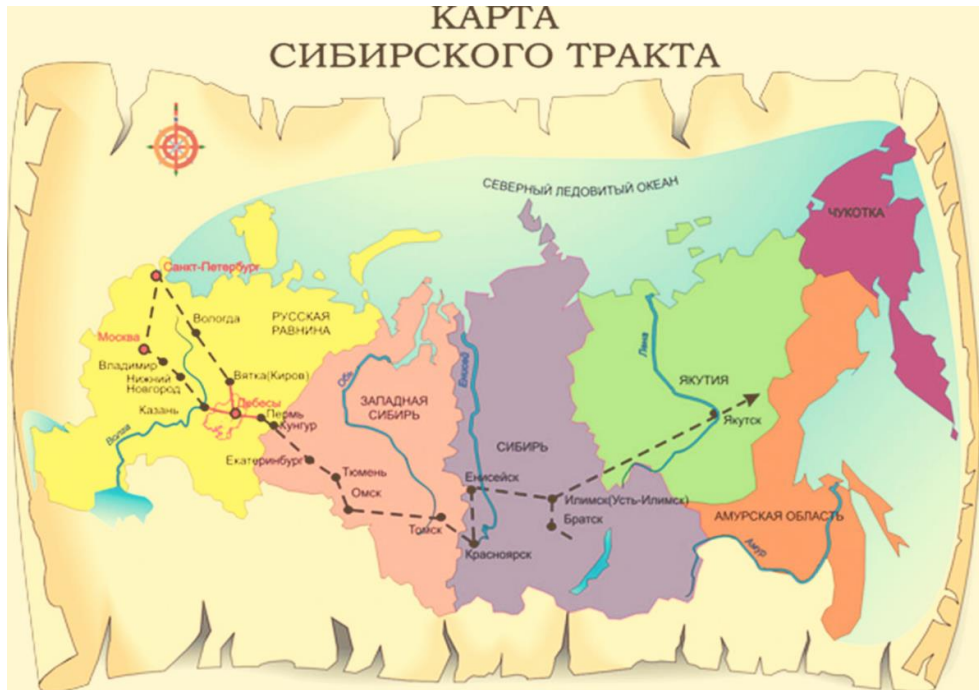 КАРТА
СИБИРСКОГО ТРАКТА
СЕВЕРНЫЙ ЛЕДОВИТЫЙ ОКЕАН
ЧУКОТКА
Санкт-Петербург
Вологда
РУССКАЯ
РАВНИНА
Москва
Владимир
Нижний
Новгород
Вятка(Киров)
Казань
Дебесы
Пермь
Кунгур
Волга
Екатеринбург
Тюмень
Омск
Томск
Обь
ЗАПАДНАЯ
СИБИРЬ
Енисей
СИБИРЬ
Енисейск
Красноярск
Илимск(Усть-Илимск)
Братск
Лена
ЯКУТИЯ
Якутск
АМУРСКАЯ ОБЛАСТЬ
Амур